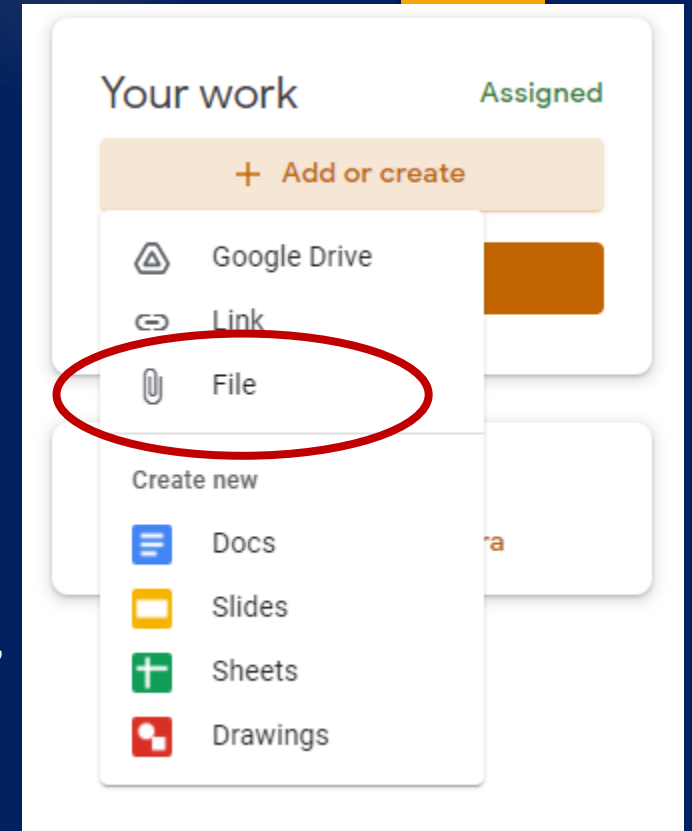 Your work
Assigned
+ Add or create
Google Drive
Link
File
Create new
Docs
ra
Slides
Sheets
Drawings